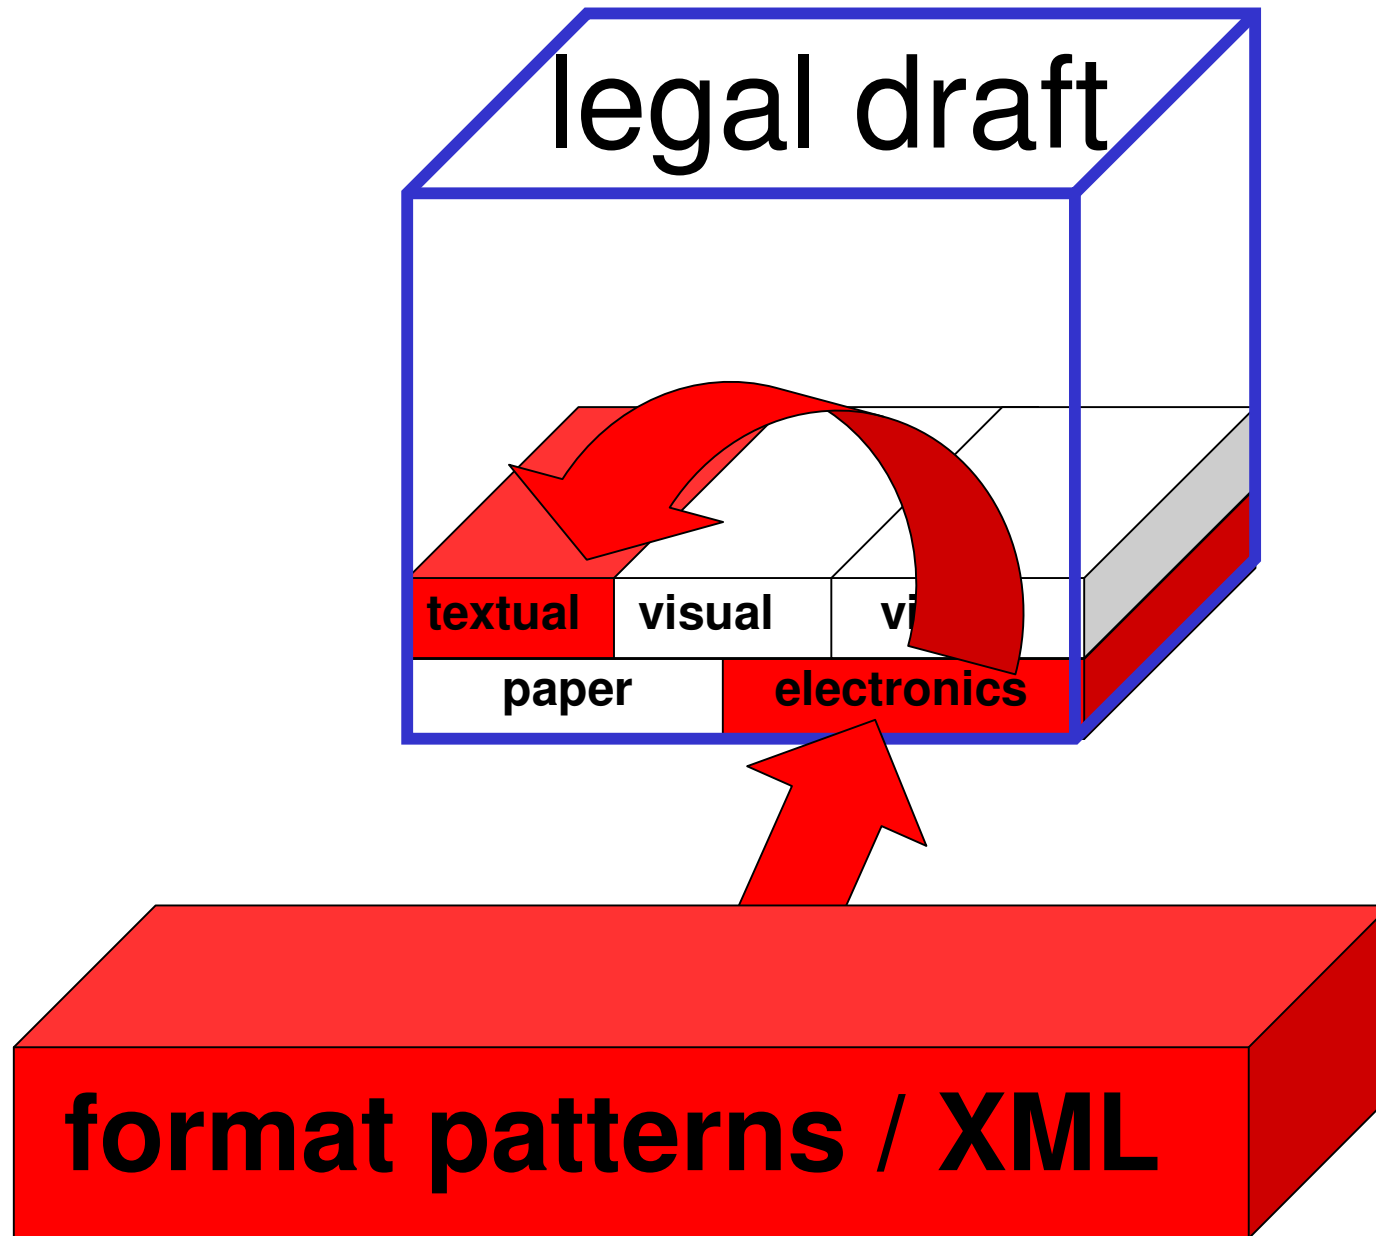 legal draft
textual visual
paper electronics
format patterns / XML